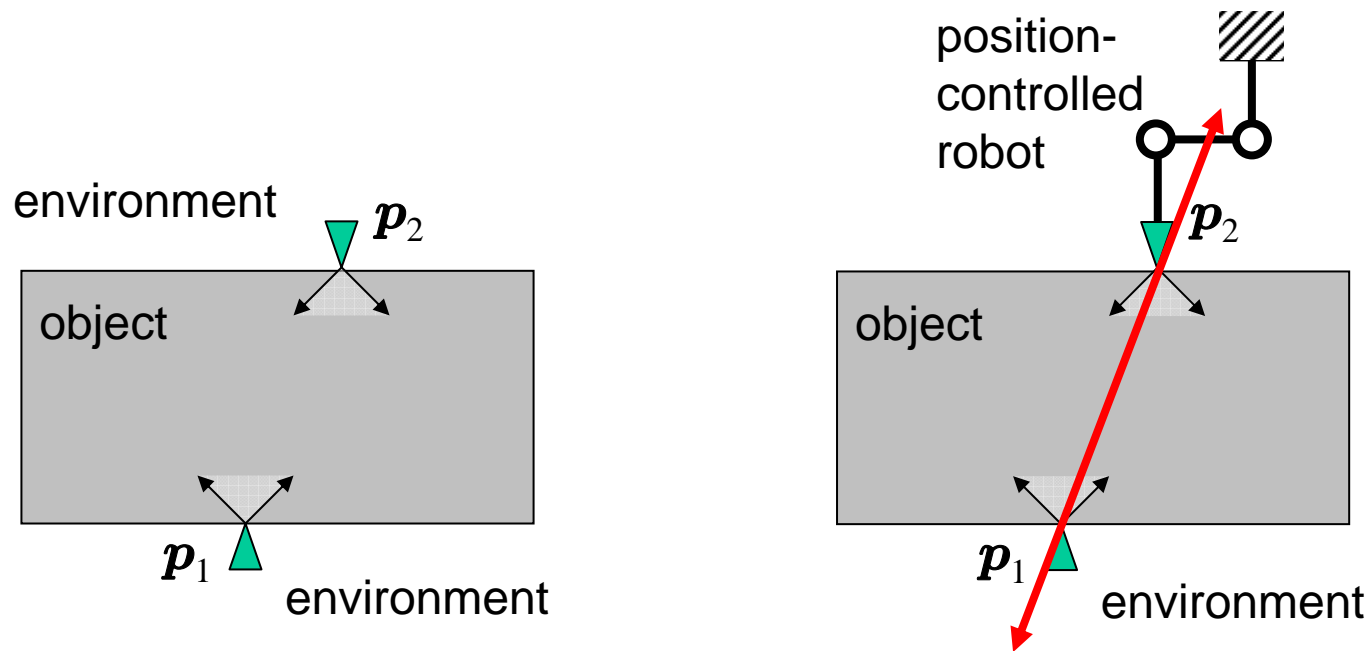 environment
p₂
object
p₁
environment
position-
controlled
robot
p₂
object
p₁
environment